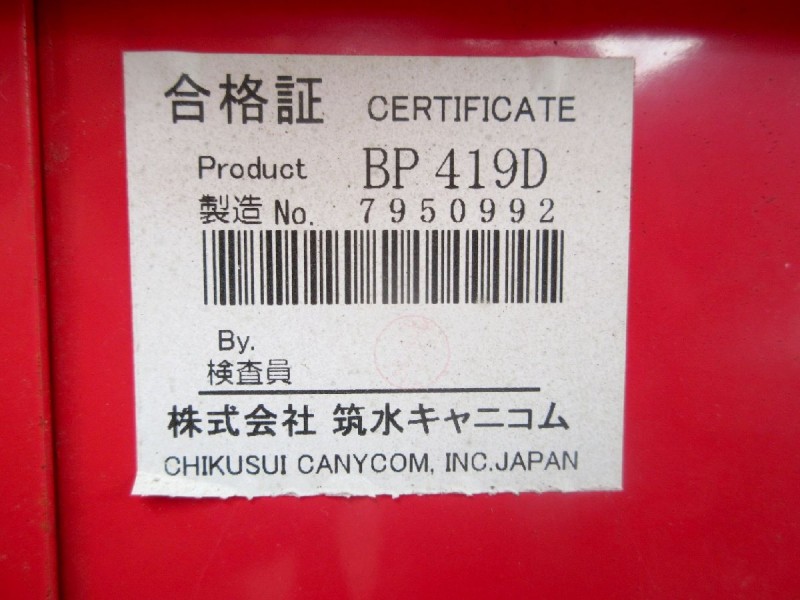 合格証 CERTIFICATE
Product BP 419D
製造 No. 7950992
By.
検査員
株式会社 筑水キャニコム
CHIKUSUI CANYCOM, INC.JAPAN